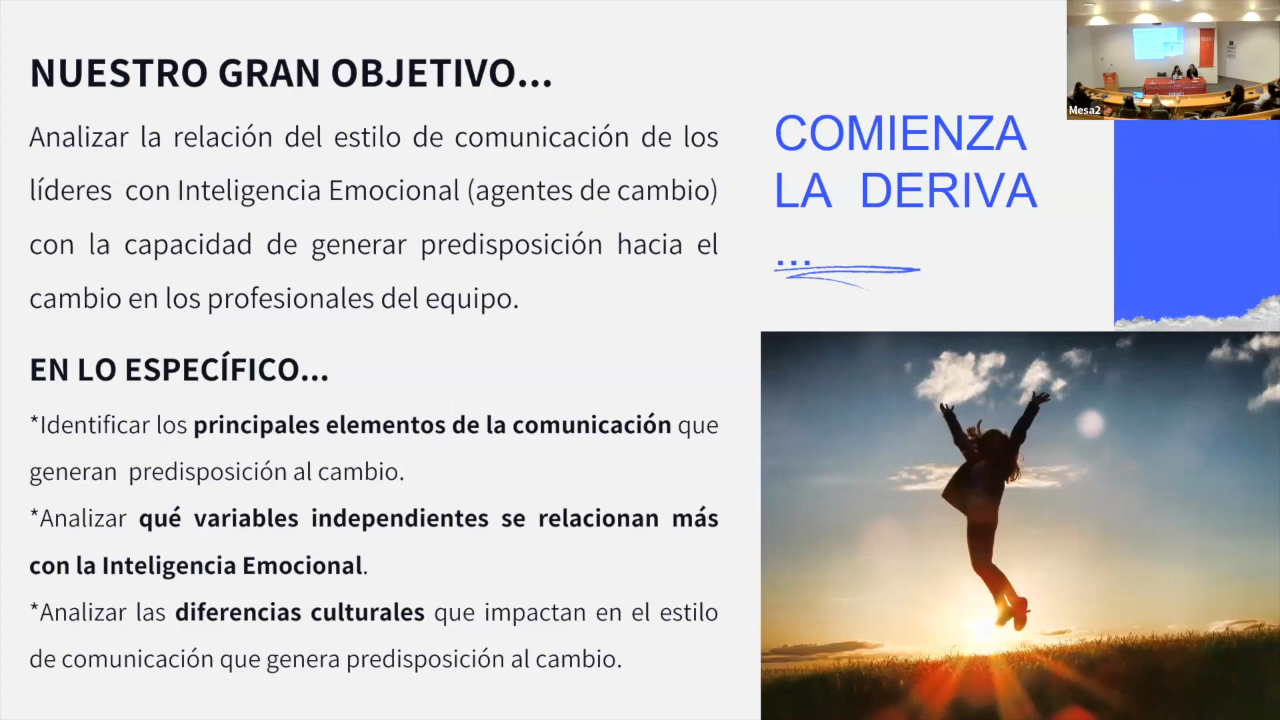 NUESTRO GRAN OBJETIVO...
Analizar la relación del estilo de comunicación de los
líderes con Inteligencia Emocional (agentes de cambio)
con la capacidad de generar predisposición hacia el
cambio en los profesionales del equipo.
EN LO ESPECÍFICO...
*Identificar los principales elementos de la comunicación que
generan predisposición al cambio.
*Analizar qué variables independientes se relacionan más
con la Inteligencia Emocional.
*Analizar las diferencias culturales que impactan en el estilo
de comunicación que genera predisposición al cambio.
COMIENZA
LA DERIVA
...
Mesa2